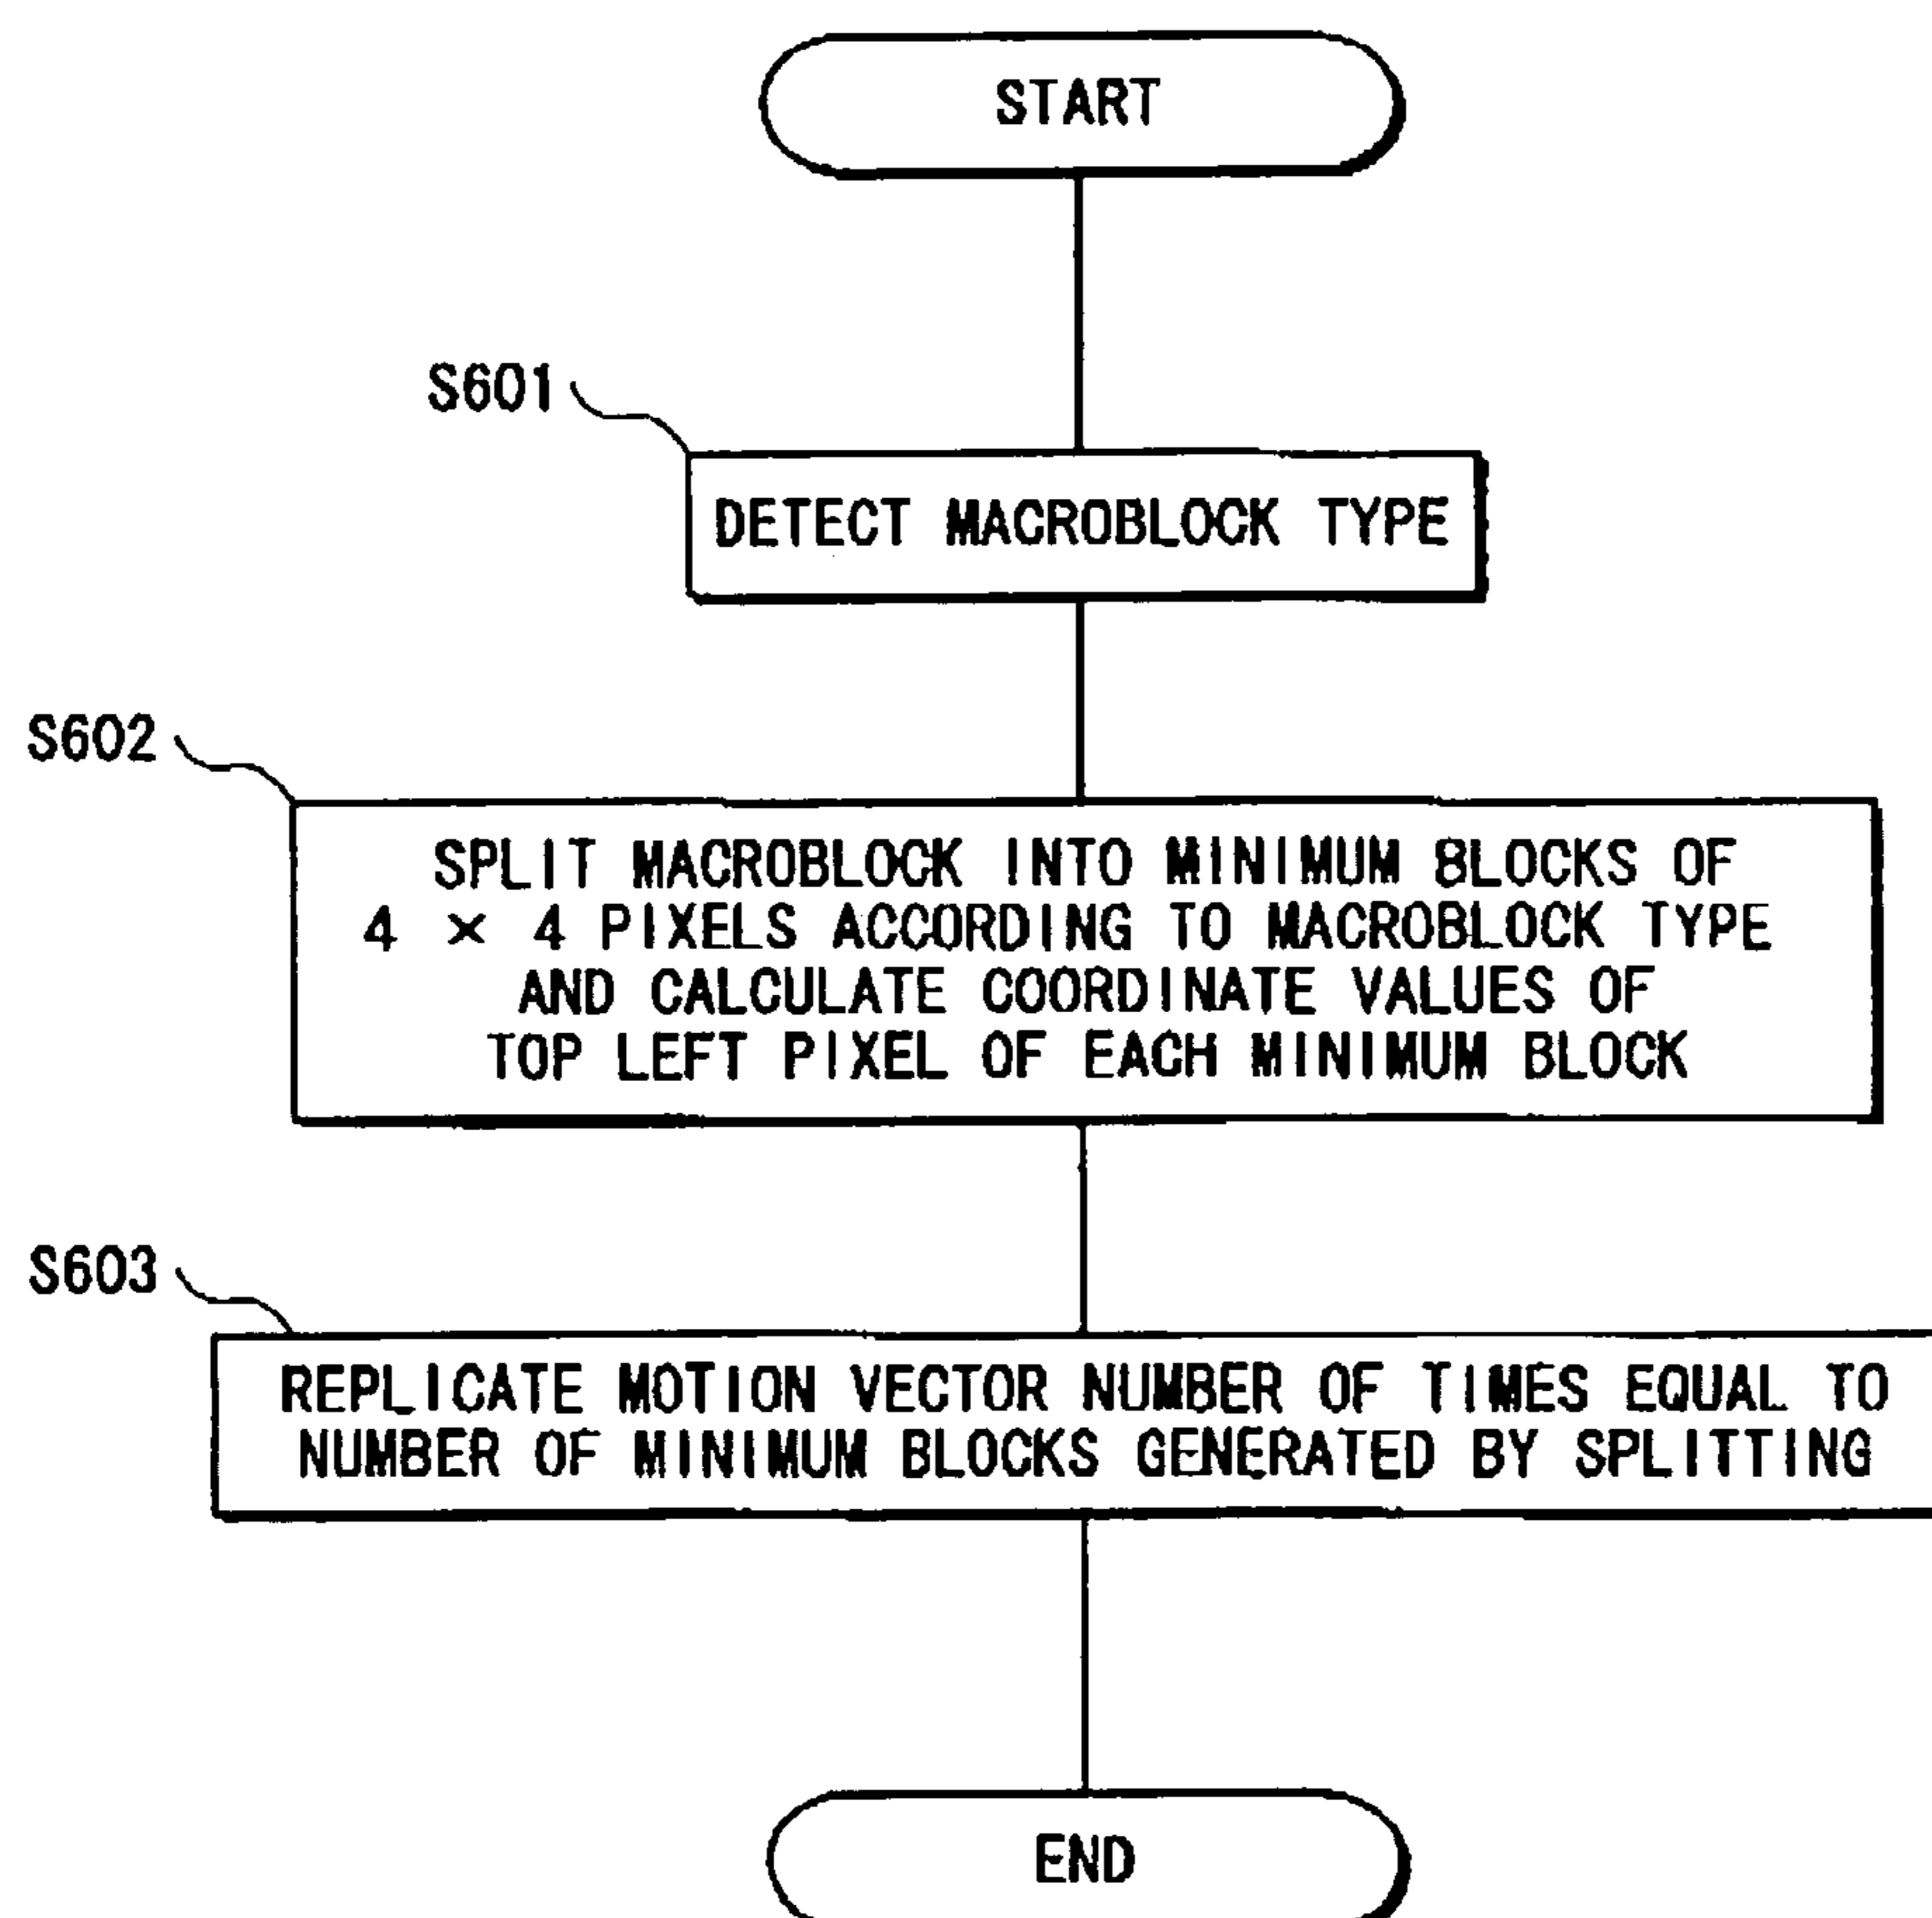 START
S601
DETECT MACROBLOCK TYPE
S602
SPLIT MACROBLOCK INTO MINIMUM BLOCKS OF
4 × 4 PIXELS ACCORDING TO MACROBLOCK TYPE
AND CALCULATE COORDINATE VALUES OF
TOP LEFT PIXEL OF EACH MINIMUM BLOCK
S603
REPLICATE MOTION VECTOR NUMBER OF TIMES EQUAL TO
NUMBER OF MINIMUM BLOCKS GENERATED BY SPLITTING
END